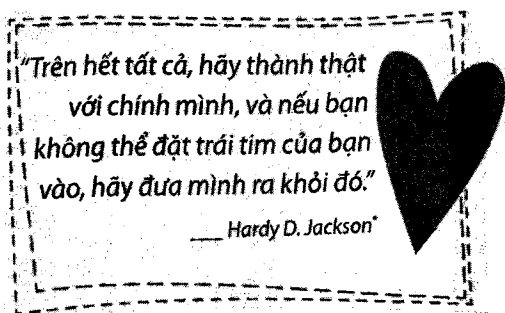 “Trên hết tất cả, hãy thành thật
với chính mình, và nếu bạn
không thể đặt trái tim của bạn
vào, hãy đưa mình ra khỏi đó.”
___ Hardy D. Jackson*